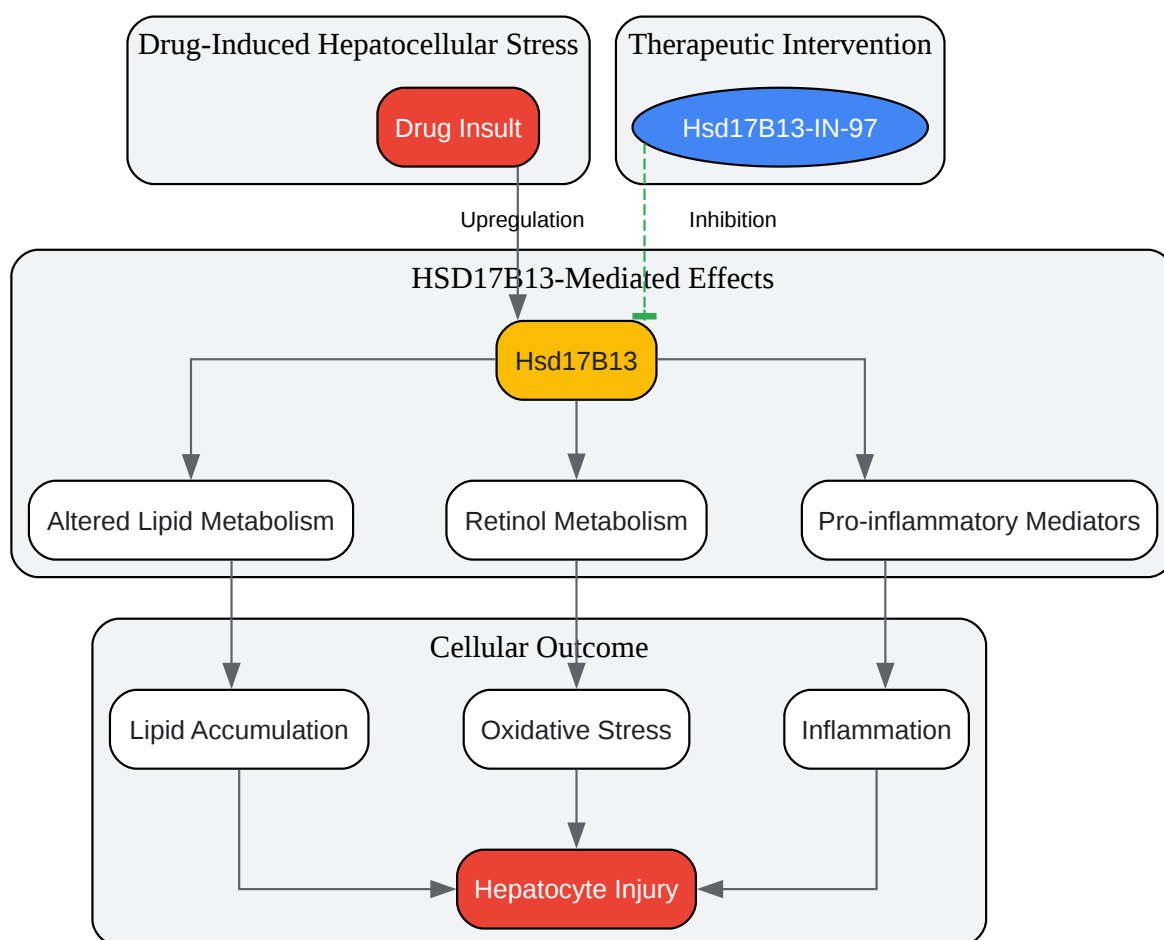 Drug-Induced Hepatocellular Stress
Therapeutic Intervention
Drug Insult
Hsd17B13-IN-97
Upregulation
Inhibition
HSD17B13-Mediated Effects
Hsd17B13
Altered Lipid Metabolism
Retinol Metabolism
Pro-inflammatory Mediators
Cellular Outcome
Lipid Accumulation
Oxidative Stress
Inflammation
Hepatocyte Injury